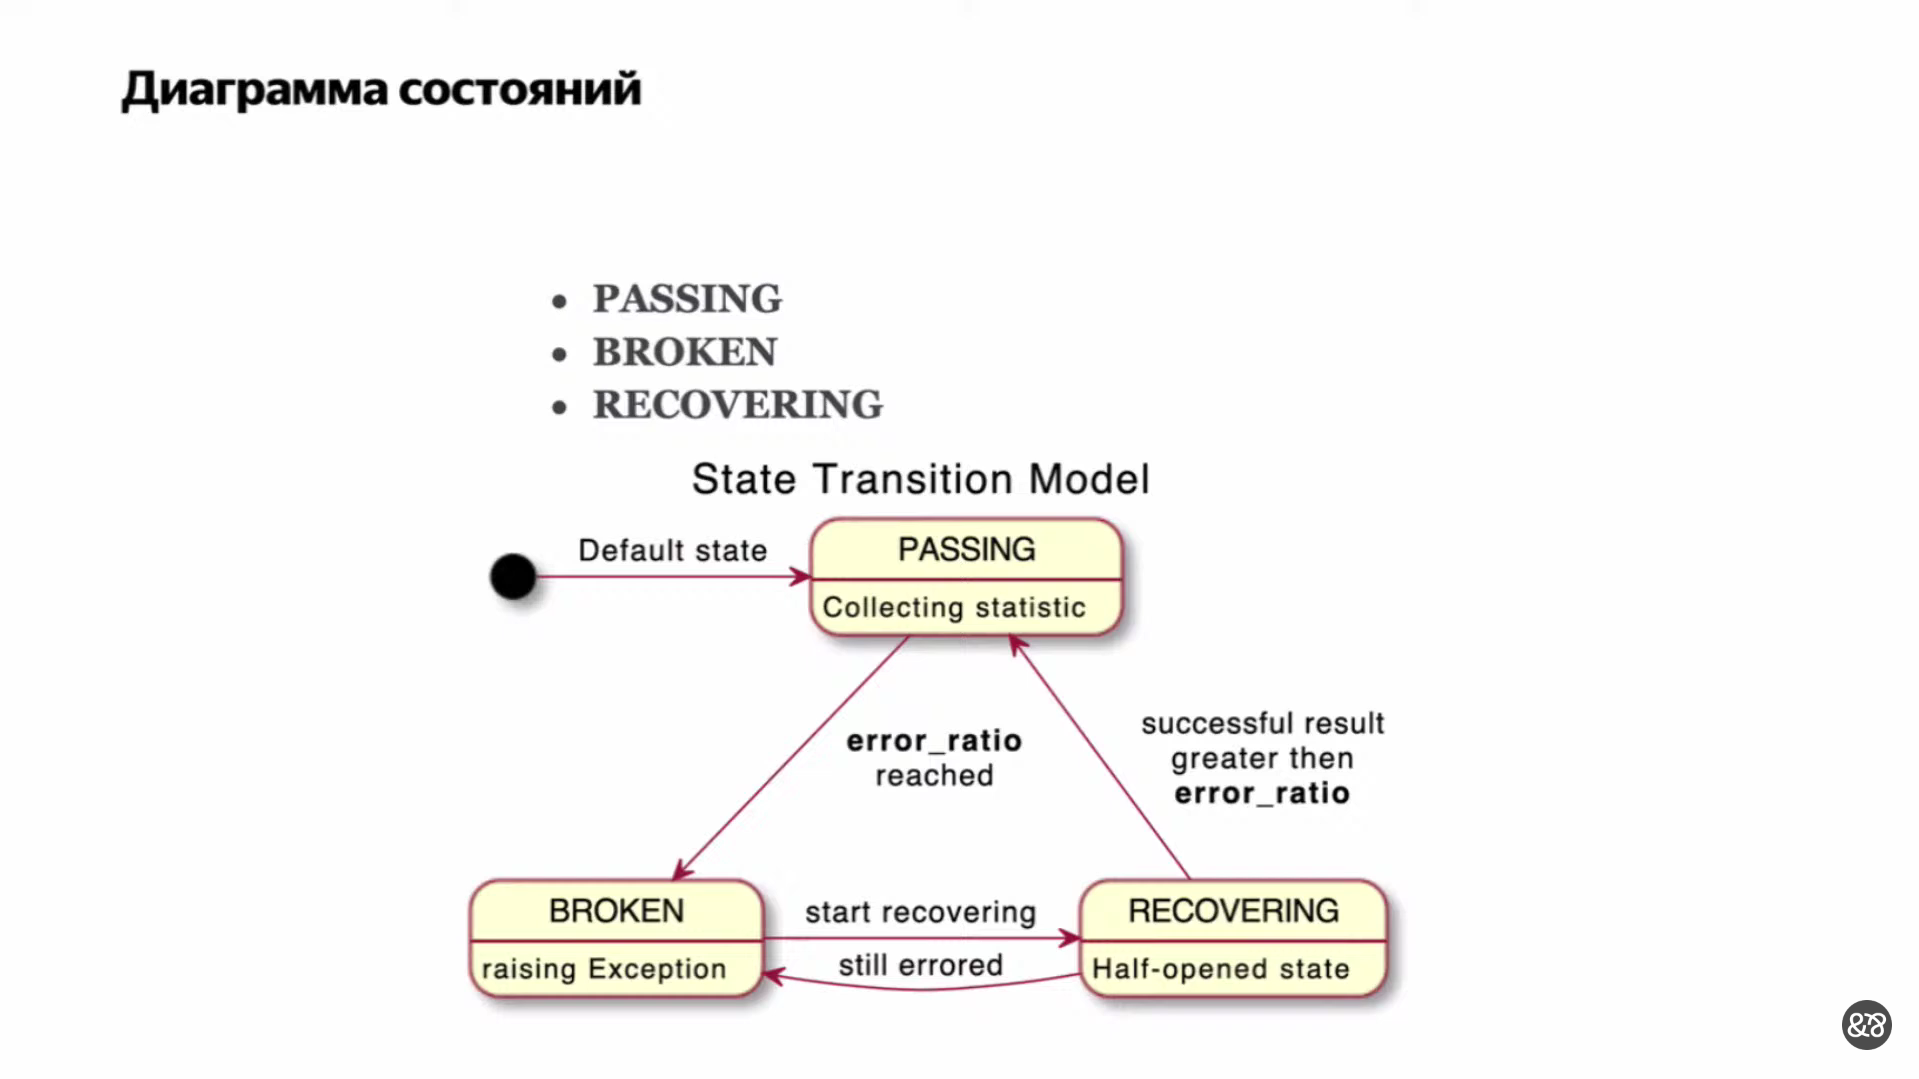 Диаграмма состояний
• PASSING
• BROKEN
• RECOVERING
State Transition Model
Default state
PASSING
Collecting statistic
error_ratio
reached
successful result
greater then
error_ratio
BROKEN
raising Exception
start recovering
still errored
RECOVERING
Half-opened state